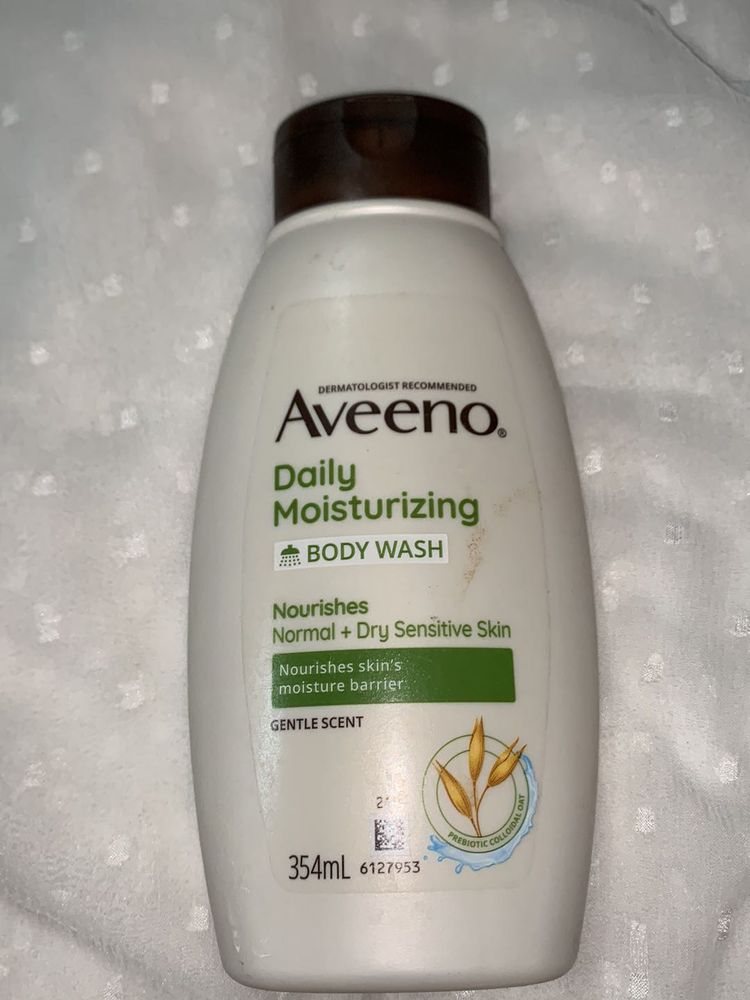 DERMATOLOGIST RECOMMENDED
Aveeno®
Daily
Moisturizing
BODY WASH
Nourishes
Normal + Dry Sensitive Skin
Nourishes skin's
moisture barrier
GENTLE SCENT
PREBIOTIC COLLOIDAL OAT
354mL 6127953